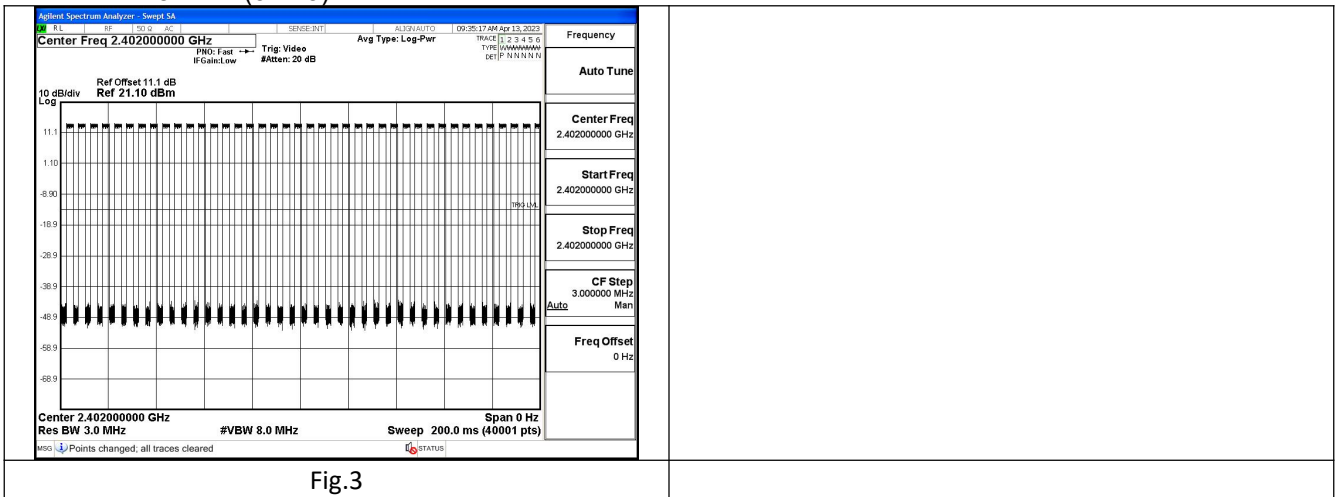 Agilent Spectrum Analyzer - Swept SA
RL RF 50 Ω AC SENSE:INT ALIGN AUTO 09:35:17 AM Apr 13, 2023
Center Freq 2.402000000 GHz
PNO: Fast
IFGain:Low
Trig: Video
#Atten: 20 dB
Avg Type: Log-Pwr
TRACE 1 2 3 4 5 6
TYPE
DET P N N N N N
Ref Offset 11.1 dB
10 dB/div Ref 21.10 dBm
Log
11.1
1.10
-8.90
TRIG LVL
-18.9
-28.9
-38.9
-48.9
-58.9
-68.9
Center 2.402000000 GHz Span 0 Hz
Res BW 3.0 MHz #VBW 8.0 MHz Sweep 200.0 ms (40001 pts)
MSG Points changed; all traces cleared STATUS
Frequency
Auto Tune
Center Freq
2.402000000 GHz
Start Freq
2.402000000 GHz
Stop Freq
2.402000000 GHz
CF Step
3.000000 MHz
Auto Man
Freq Offset
0 Hz
Fig.3